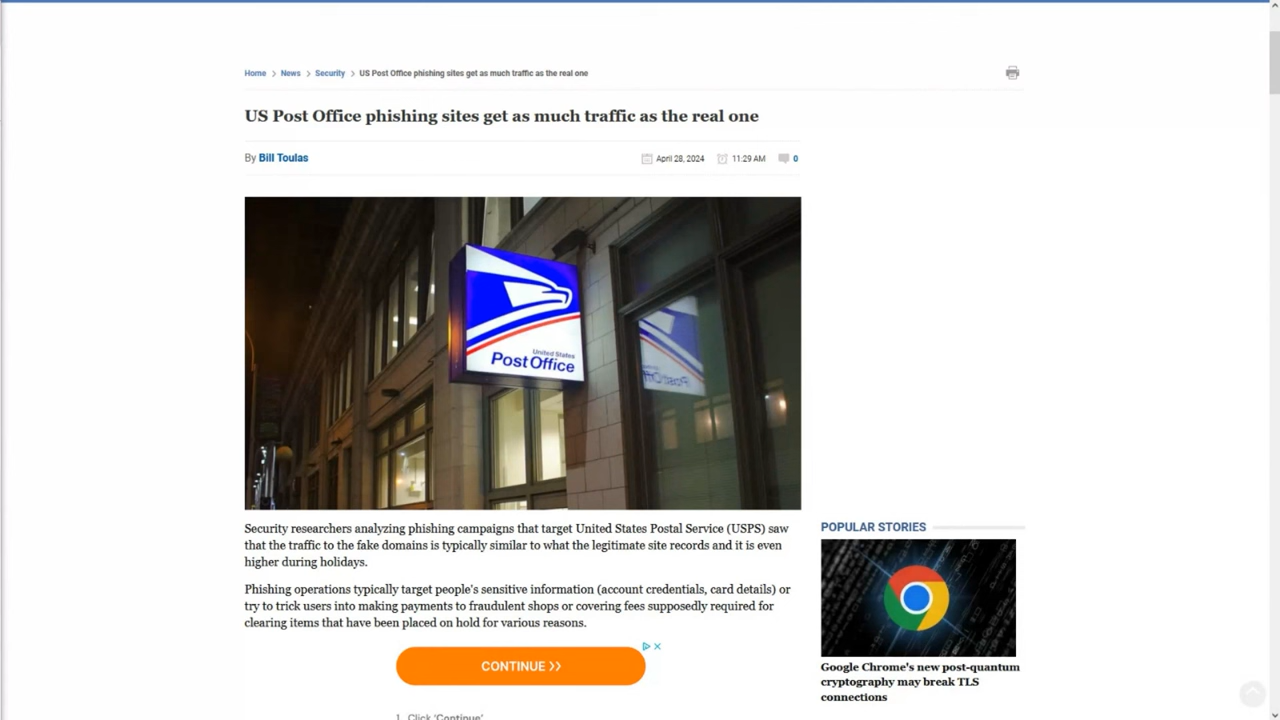 Home > News > Security > US Post Office phishing sites get as much traffic as the real one
US Post Office phishing sites get as much traffic as the real one
By Bill Toulas
April 28, 2024
11:29 AM
0
United States
Post Office
Security researchers analyzing phishing campaigns that target United States Postal Service (USPS) saw
that the traffic to the fake domains is typically similar to what the legitimate site records and it is even
higher during holidays.
Phishing operations typically target people's sensitive information (account credentials, card details) or
try to trick users into making payments to fraudulent shops or covering fees supposedly required for
clearing items that have been placed on hold for various reasons.
CONTINUE >>
1. Click 'Continue'
POPULAR STORIES
Google Chrome's new post-quantum
cryptography may break TLS
connections